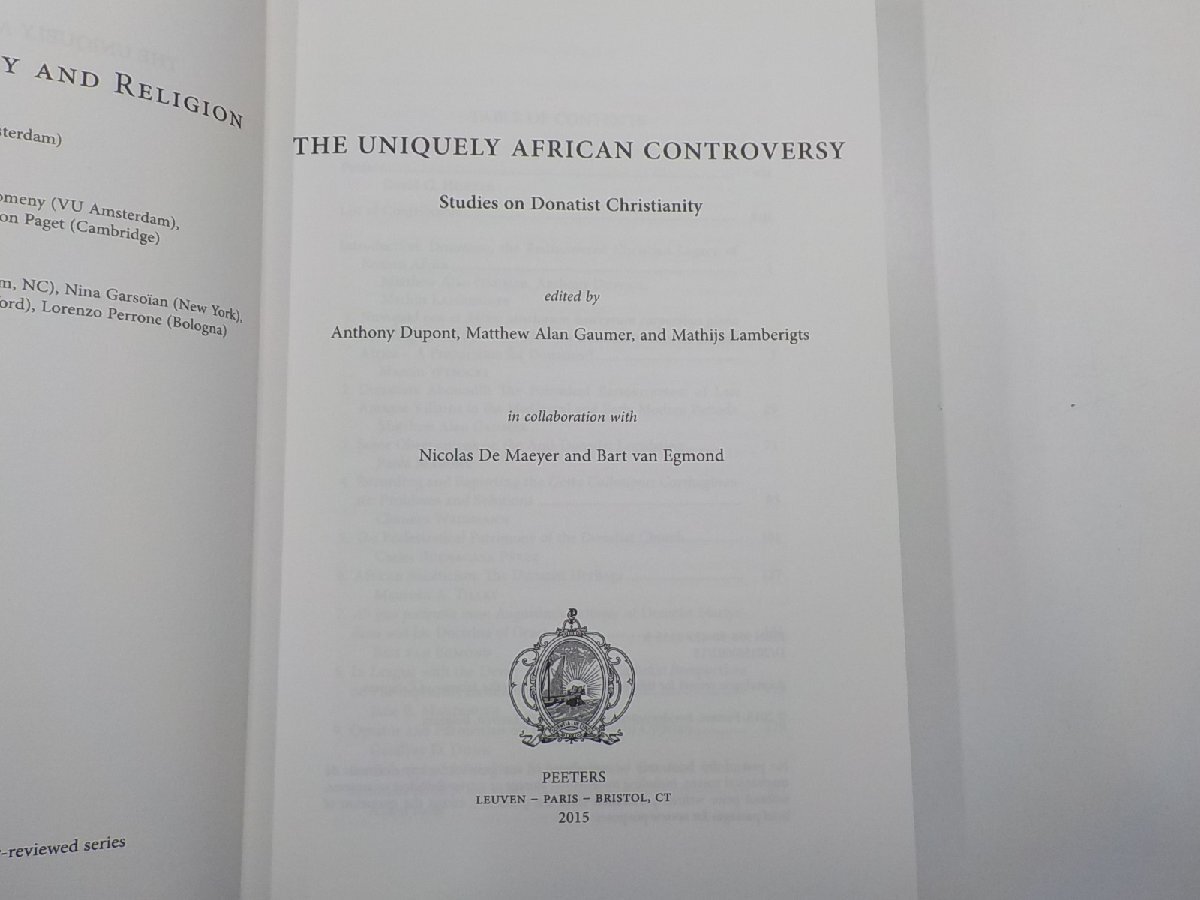 Y AND RELIGION
sterdam)
omeny (VU Amsterdam),
on Paget (Cambridge)
m, NC), Nina Garsoïan (New York),
ord), Lorenzo Perrone (Bologna)
-reviewed series
THE UNIQUELY AFRICAN CONTROVERSY
Studies on Donatist Christianity
edited by
Anthony Dupont, Matthew Alan Gaumer, and Mathijs Lamberigts
in collaboration with
Nicolas De Maeyer and Bart van Egmond
PEETERS
LEUVEN – PARIS – BRISTOL, CT
2015